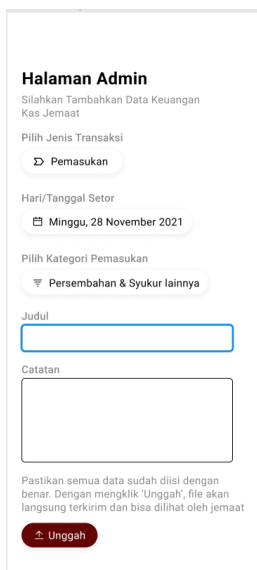 Halaman Admin
Silahkan Tambahkan Data Keuangan
Kas Jemaat
Pilih Jenis Transaksi
Pemasukan
Hari/Tanggal Setor
Minggu, 28 November 2021
Pilih Kategori Pemasukan
Persembahan & Syukur lainnya
Judul
Catatan
Pastikan semua data sudah diisi dengan
benar. Dengan mengklik 'Unggah', file akan
langsung terkirim dan bisa dilihat oleh jemaat
Unggah